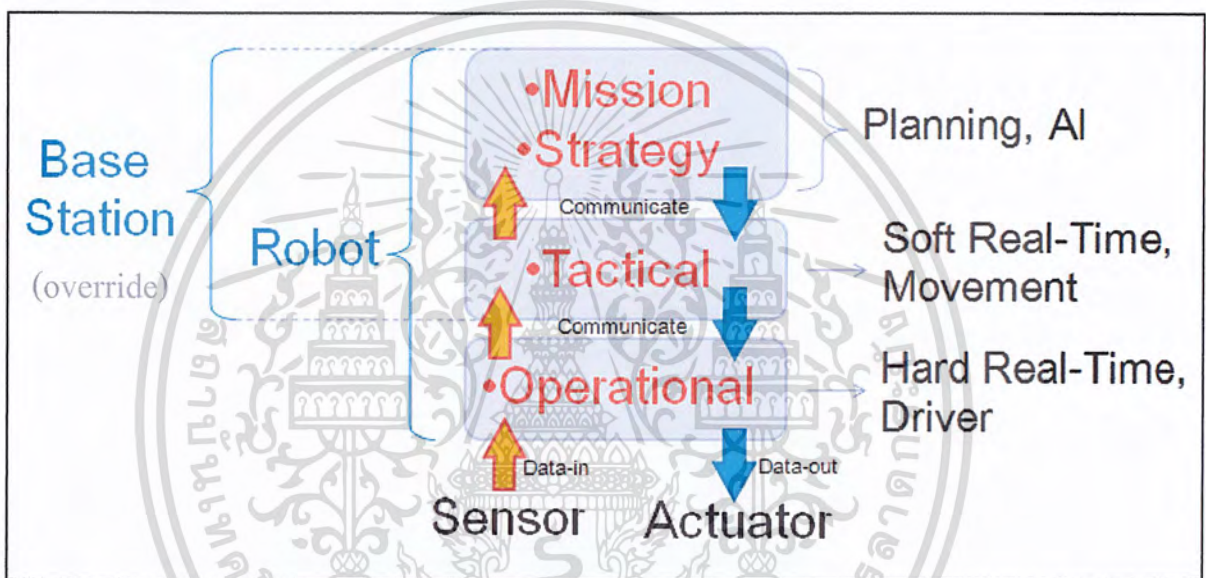 Base
Station
(override)
Robot
•Mission
•Strategy
Communicate
•Tactical
Communicate
•Operational
Data-in
Data-out
Sensor
Actuator
Planning, AI
Soft Real-Time,
Movement
Hard Real-Time,
Driver